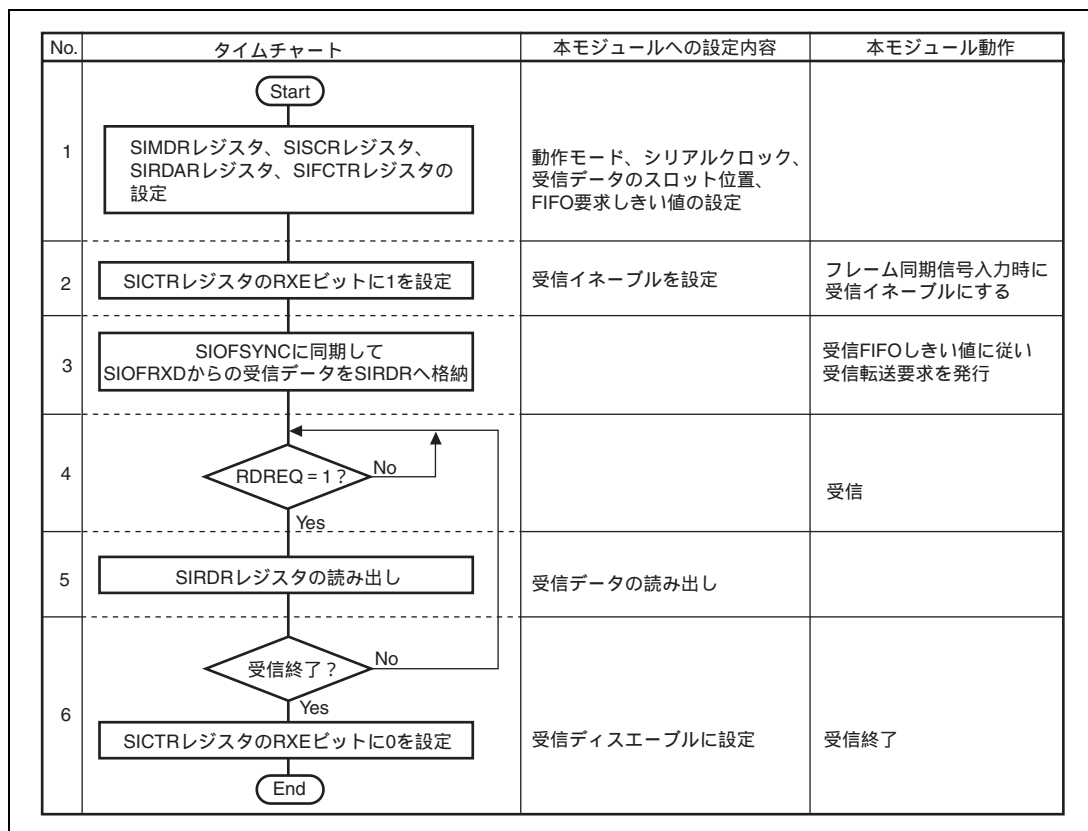 No.
タイムチャート
本モジュールへの設定内容
本モジュール動作
Start
1
SIMDRレジスタ、SISCRレジスタ、
SIRDARレジスタ、SIFCTRレジスタの
設定
動作モード、シリアルクロック、
受信データのスロット位置、
FIFO要求しきい値の設定
2
SICTRレジスタのRXEビットに1を設定
受信イネーブルを設定
フレーム同期信号入力時に
受信イネーブルにする
3
SIOFSYNCに同期して
SIOFRXDからの受信データをSIRDRへ格納
受信FIFOしきい値に従い
受信転送要求を発行
4
RDREQ = 1？
No
Yes
受信
5
SIRDRレジスタの読み出し
受信データの読み出し
6
受信終了？
No
Yes
SICTRレジスタのRXEビットに0を設定
受信ディスエーブルに設定
受信終了
End